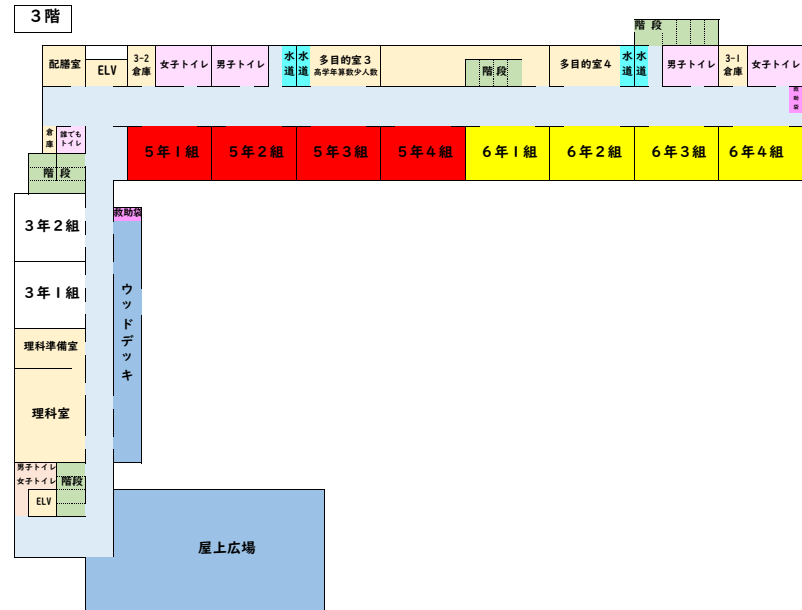 3階
階段
配膳室
ELV
3-2
倉庫
女子トイレ
男子トイレ
水道
水道
多目的室3
高学年算数少人数
階段
多目的室4
水道
水道
男子トイレ
3-1
倉庫
女子トイレ
救助袋
倉庫
誰でも
トイレ
5年1組
5年2組
5年3組
5年4組
6年1組
6年2組
6年3組
6年4組
階段
3年2組
救助袋
3年1組
ウッドデッキ
理科準備室
理科室
男子トイレ
女子トイレ
階段
ELV
屋上広場